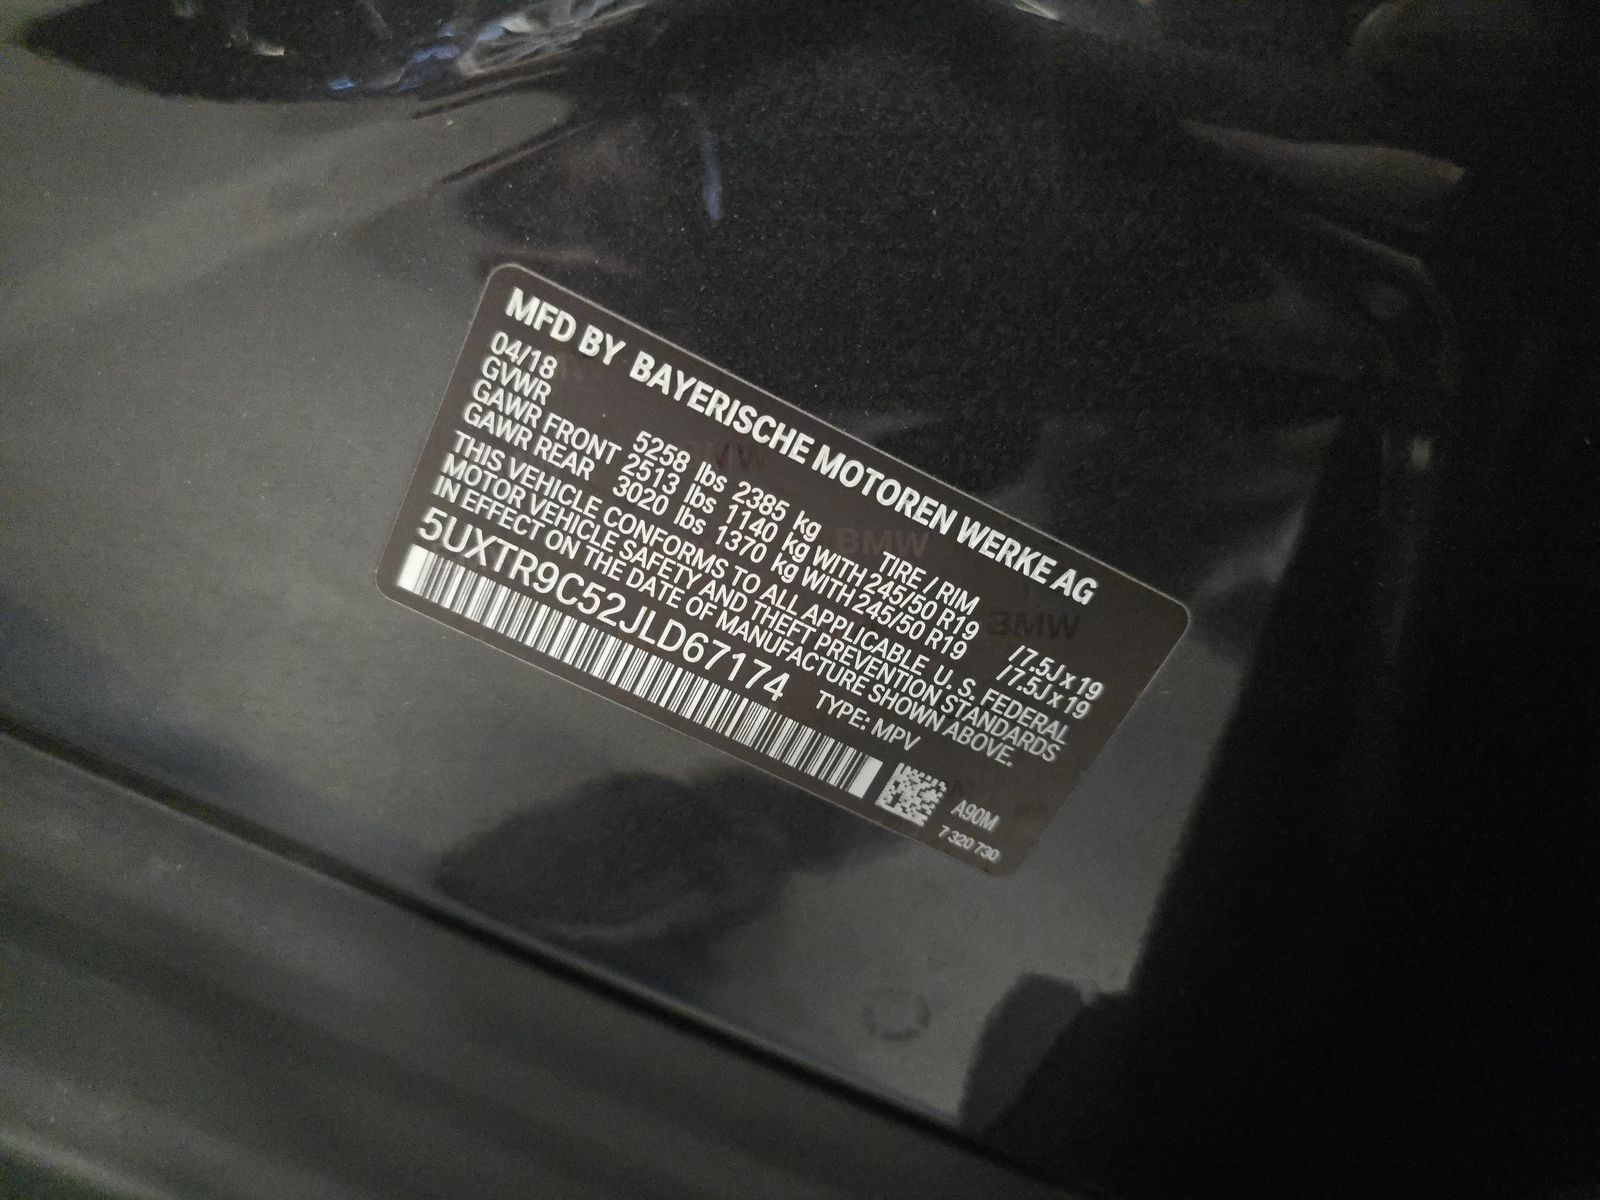 MFD BY BAYERISCHE MOTOREN WERKE AG
04/18
GVWR 5258 lbs 2385 kg TIRE / RIM
GAWR FRONT 2513 lbs 1140 kg WITH 245/50 R19 /7.5J x 19
GAWR REAR 3020 lbs 1370 kg WITH 245/50 R19 /7.5J x 19
THIS VEHICLE CONFORMS TO ALL APPLICABLE U. S. FEDERAL
MOTOR VEHICLE SAFETY AND THEFT PREVENTION STANDARDS
IN EFFECT ON THE DATE OF MANUFACTURE SHOWN ABOVE.
5UXTR9C52JLD67174 TYPE: MPV
A90M
7 320 730